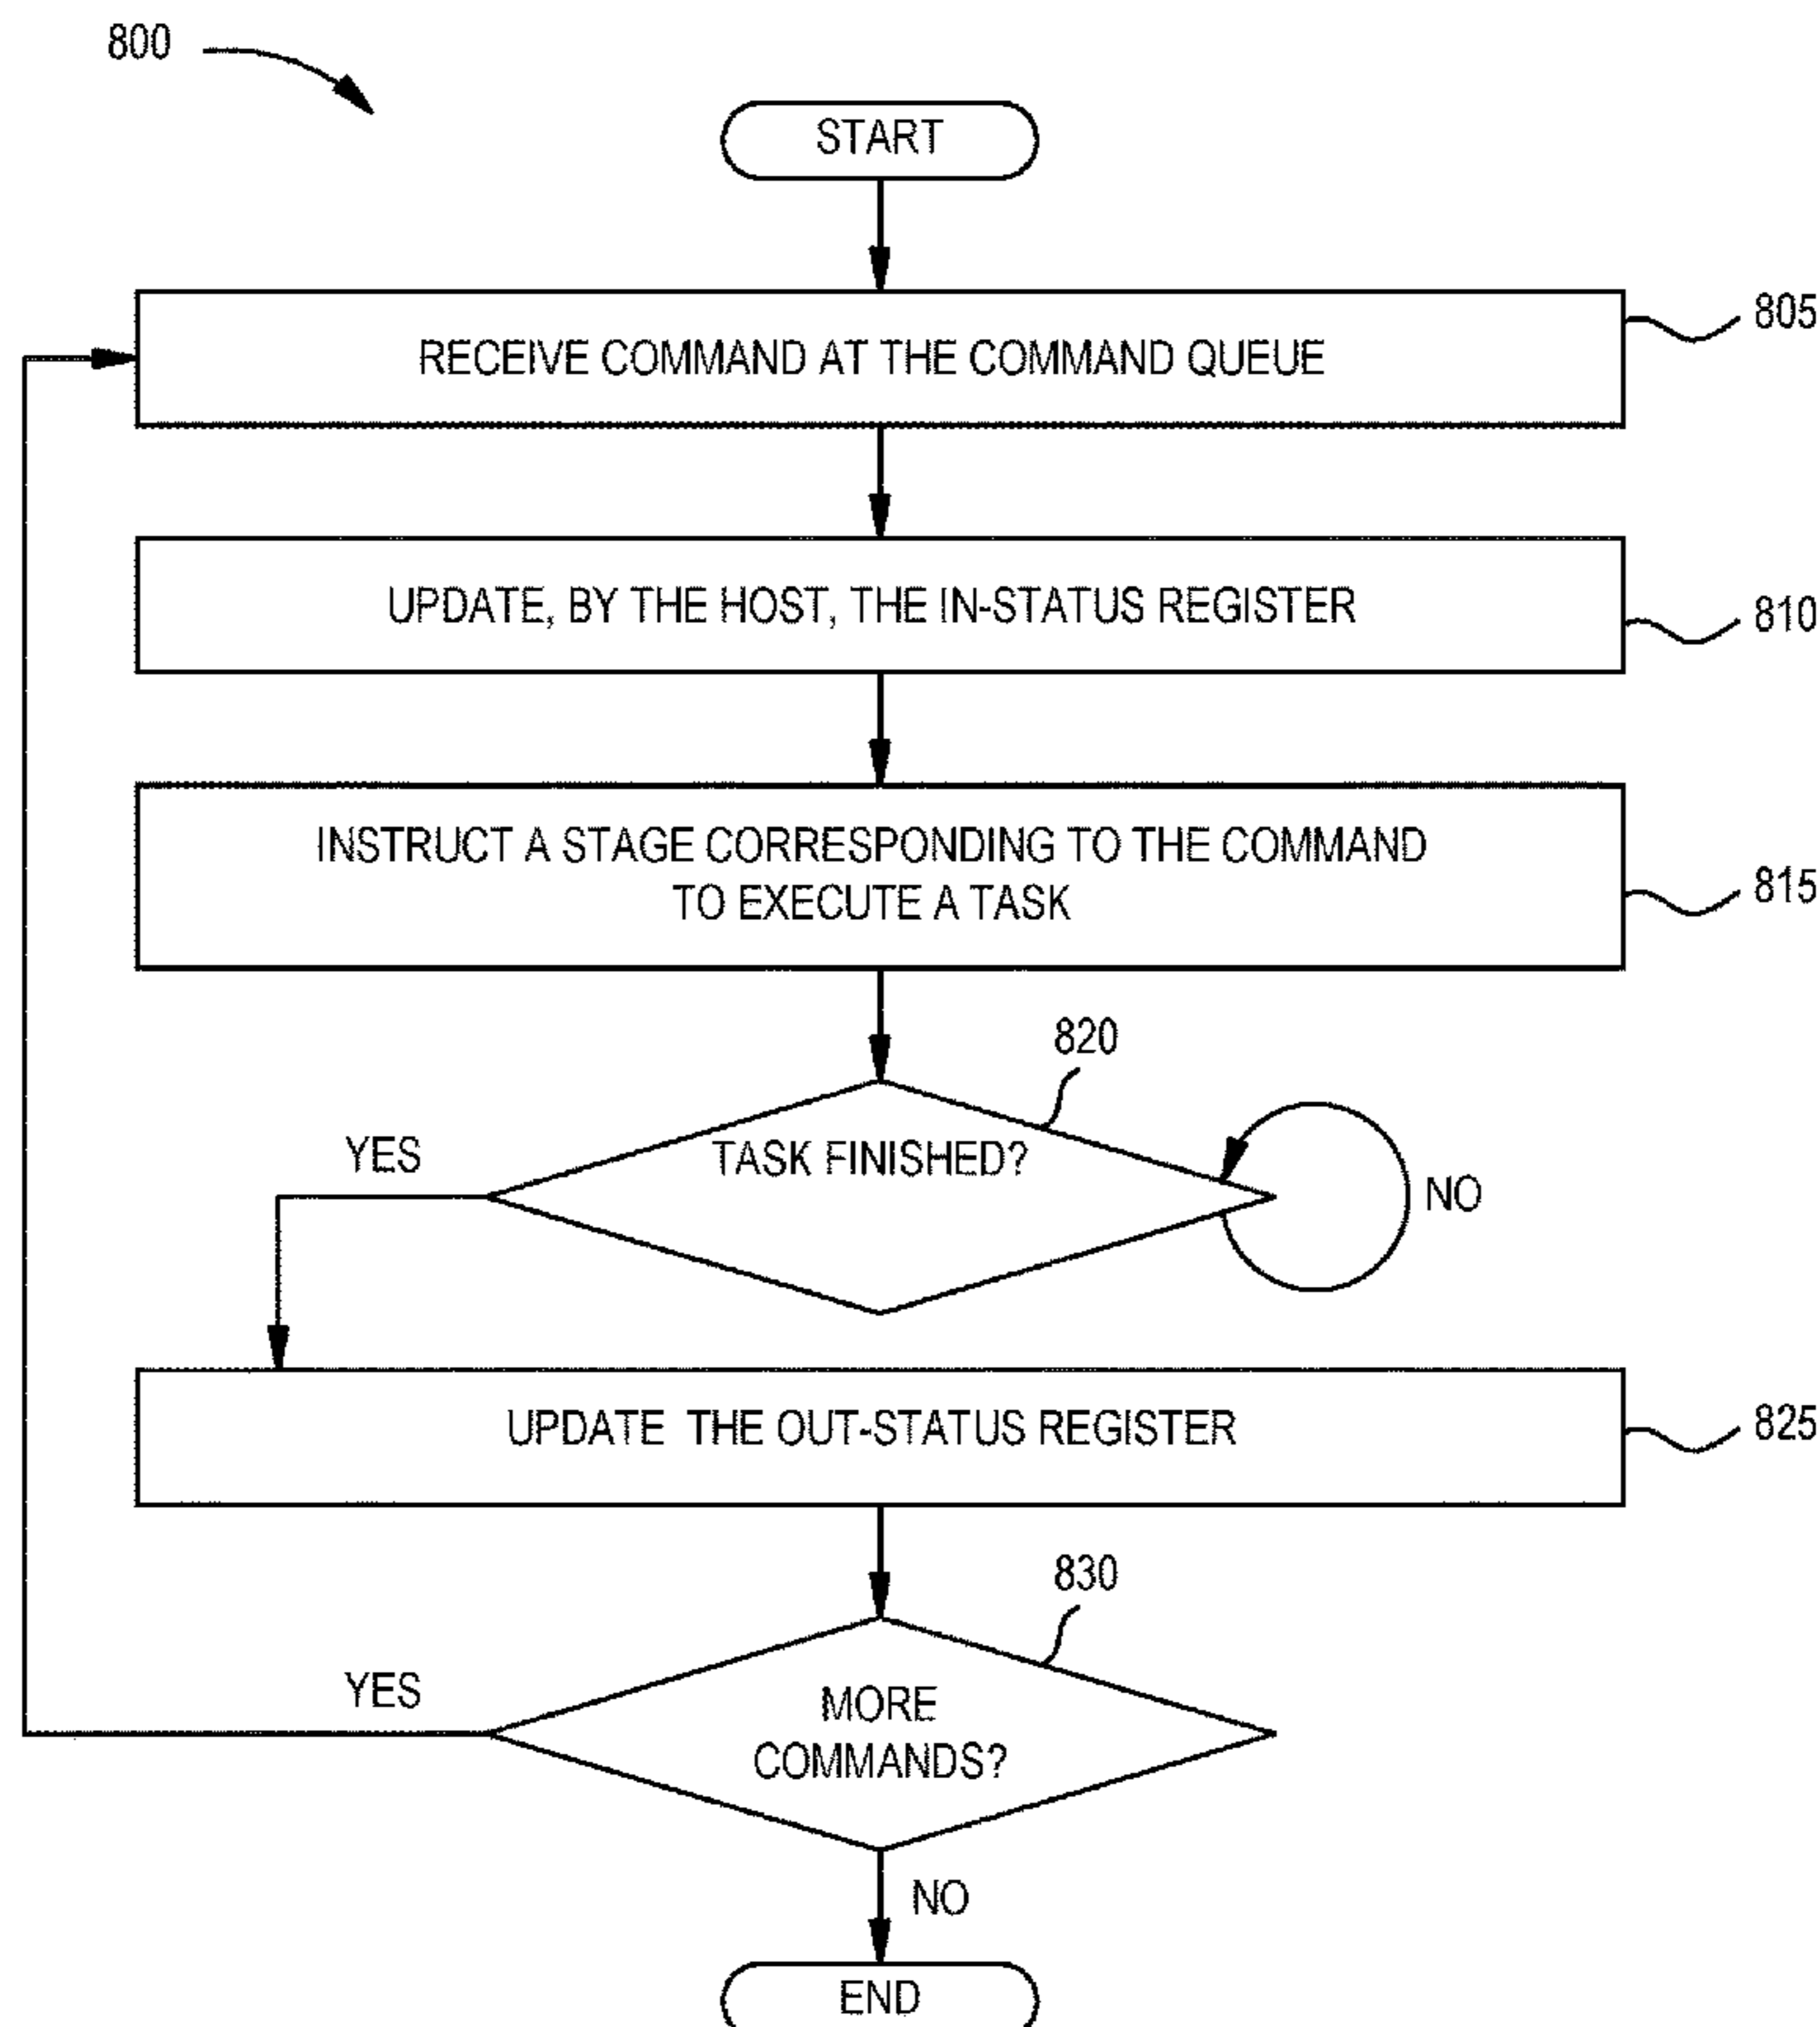 800
START
RECEIVE COMMAND AT THE COMMAND QUEUE
805
UPDATE, BY THE HOST, THE IN-STATUS REGISTER
810
INSTRUCT A STAGE CORRESPONDING TO THE COMMAND
TO EXECUTE A TASK
815
820
YES
TASK FINISHED?
NO
UPDATE THE OUT-STATUS REGISTER
825
830
YES
MORE
COMMANDS?
NO
END